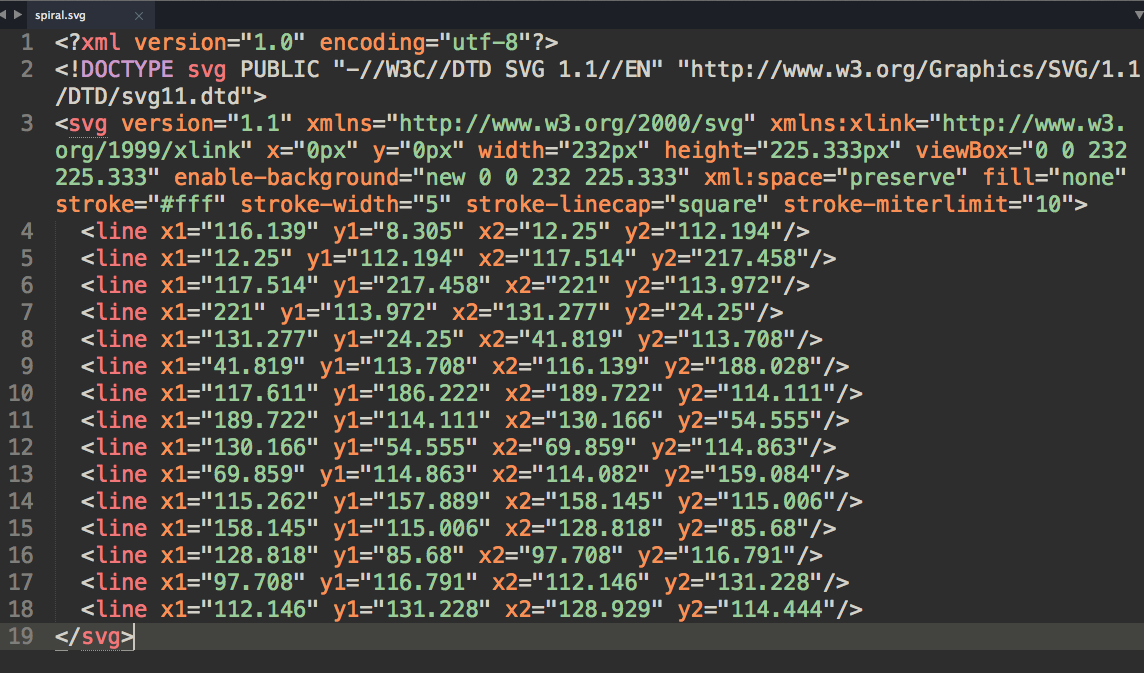 spiral.svg
1 <?xml version="1.0" encoding="utf-8"?>
2 <!DOCTYPE svg PUBLIC "-//W3C//DTD SVG 1.1//EN" "http://www.w3.org/Graphics/SVG/1.1
/DTD/svg11.dtd">
3 <svg version="1.1" xmlns="http://www.w3.org/2000/svg" xmlns:xlink="http://www.w3.
org/1999/xlink" x="0px" y="0px" width="232px" height="225.333px" viewBox="0 0 232
225.333" enable-background="new 0 0 232 225.333" xml:space="preserve" fill="none"
stroke="#fff" stroke-width="5" stroke-linecap="square" stroke-miterlimit="10">
4 <line x1="116.139" y1="8.305" x2="12.25" y2="112.194"/>
5 <line x1="12.25" y1="112.194" x2="117.514" y2="217.458"/>
6 <line x1="117.514" y1="217.458" x2="221" y2="113.972"/>
7 <line x1="221" y1="113.972" x2="131.277" y2="24.25"/>
8 <line x1="131.277" y1="24.25" x2="41.819" y2="113.708"/>
9 <line x1="41.819" y1="113.708" x2="116.139" y2="188.028"/>
10 <line x1="117.611" y1="186.222" x2="189.722" y2="114.111"/>
11 <line x1="189.722" y1="114.111" x2="130.166" y2="54.555"/>
12 <line x1="130.166" y1="54.555" x2="69.859" y2="114.863"/>
13 <line x1="69.859" y1="114.863" x2="114.082" y2="159.084"/>
14 <line x1="115.262" y1="157.889" x2="158.145" y2="115.006"/>
15 <line x1="158.145" y1="115.006" x2="128.818" y2="85.68"/>
16 <line x1="128.818" y1="85.68" x2="97.708" y2="116.791"/>
17 <line x1="97.708" y1="116.791" x2="112.146" y2="131.228"/>
18 <line x1="112.146" y1="131.228" x2="128.929" y2="114.444"/>
19 </svg>